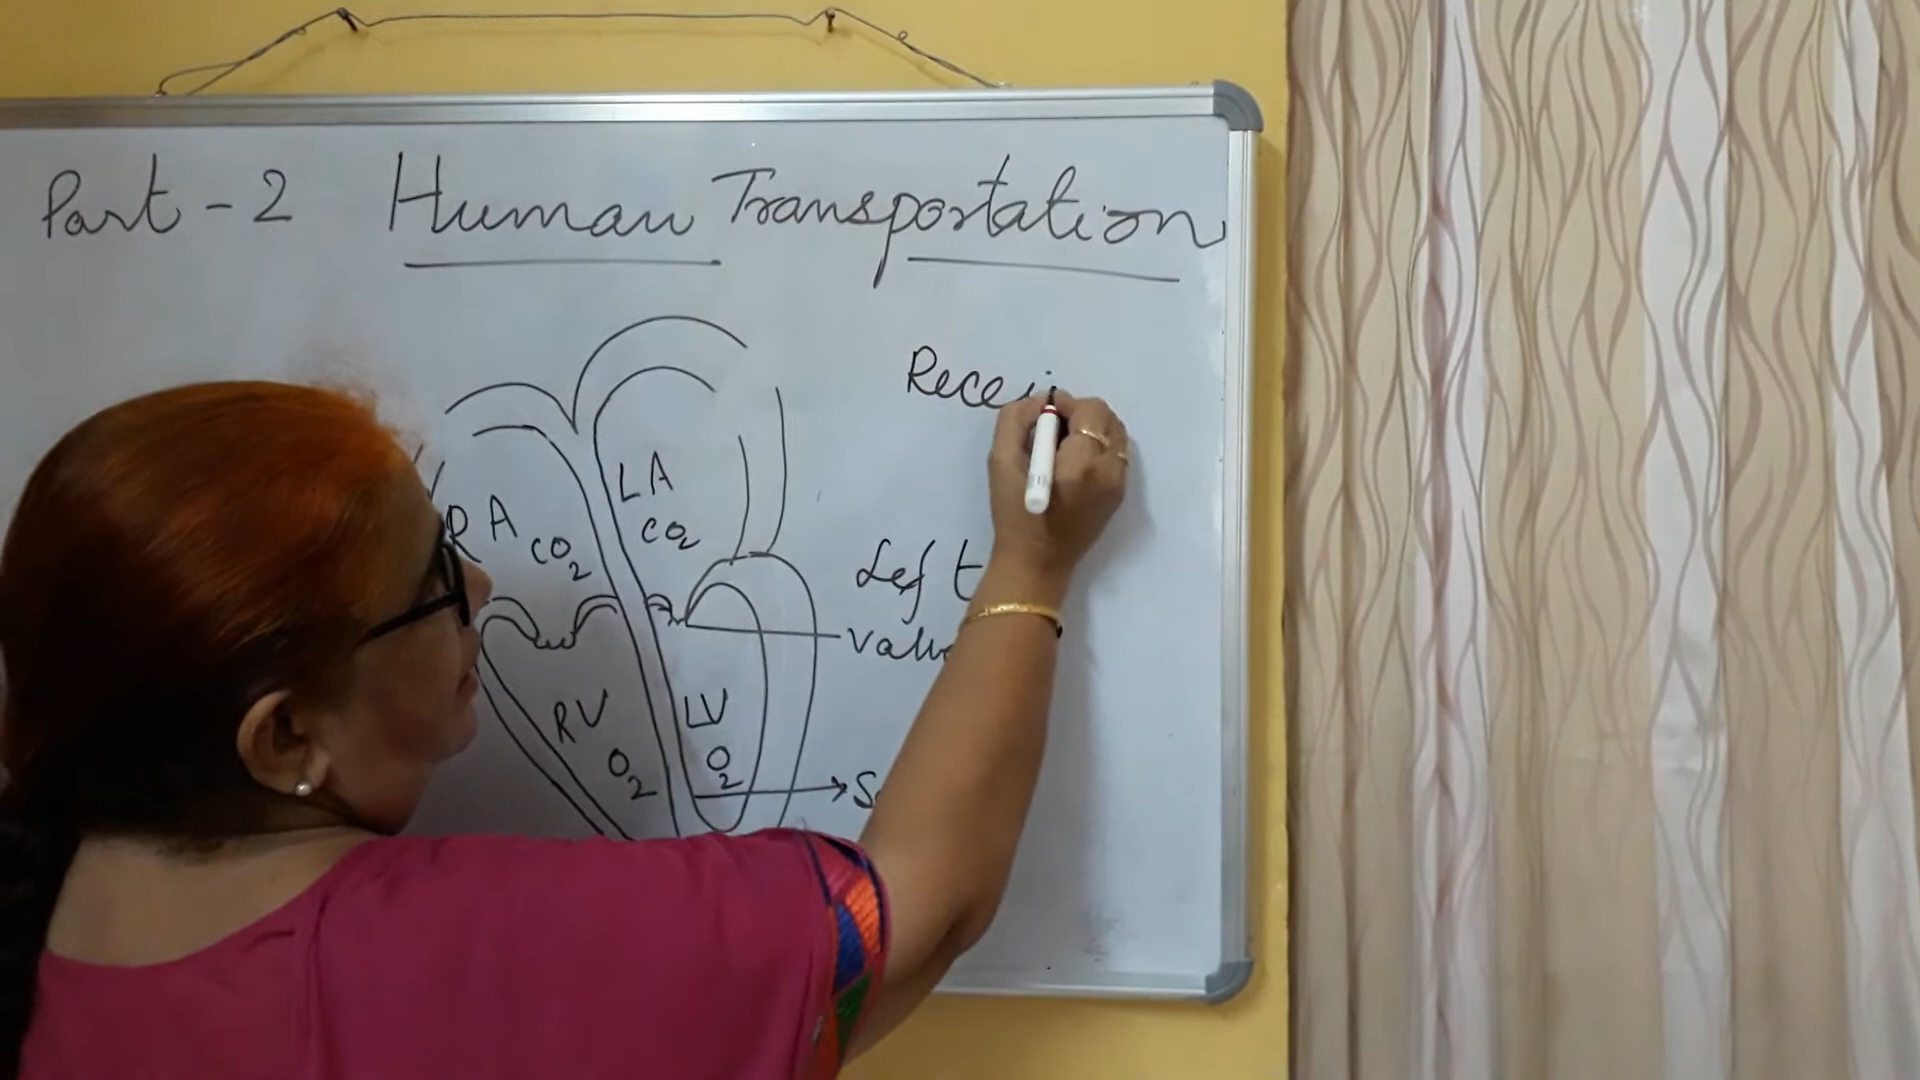 Part - 2 Human Transportation
Recei
LA
CO2
RA
CO2
Left
Valv
RV
O2
LV
O2
S